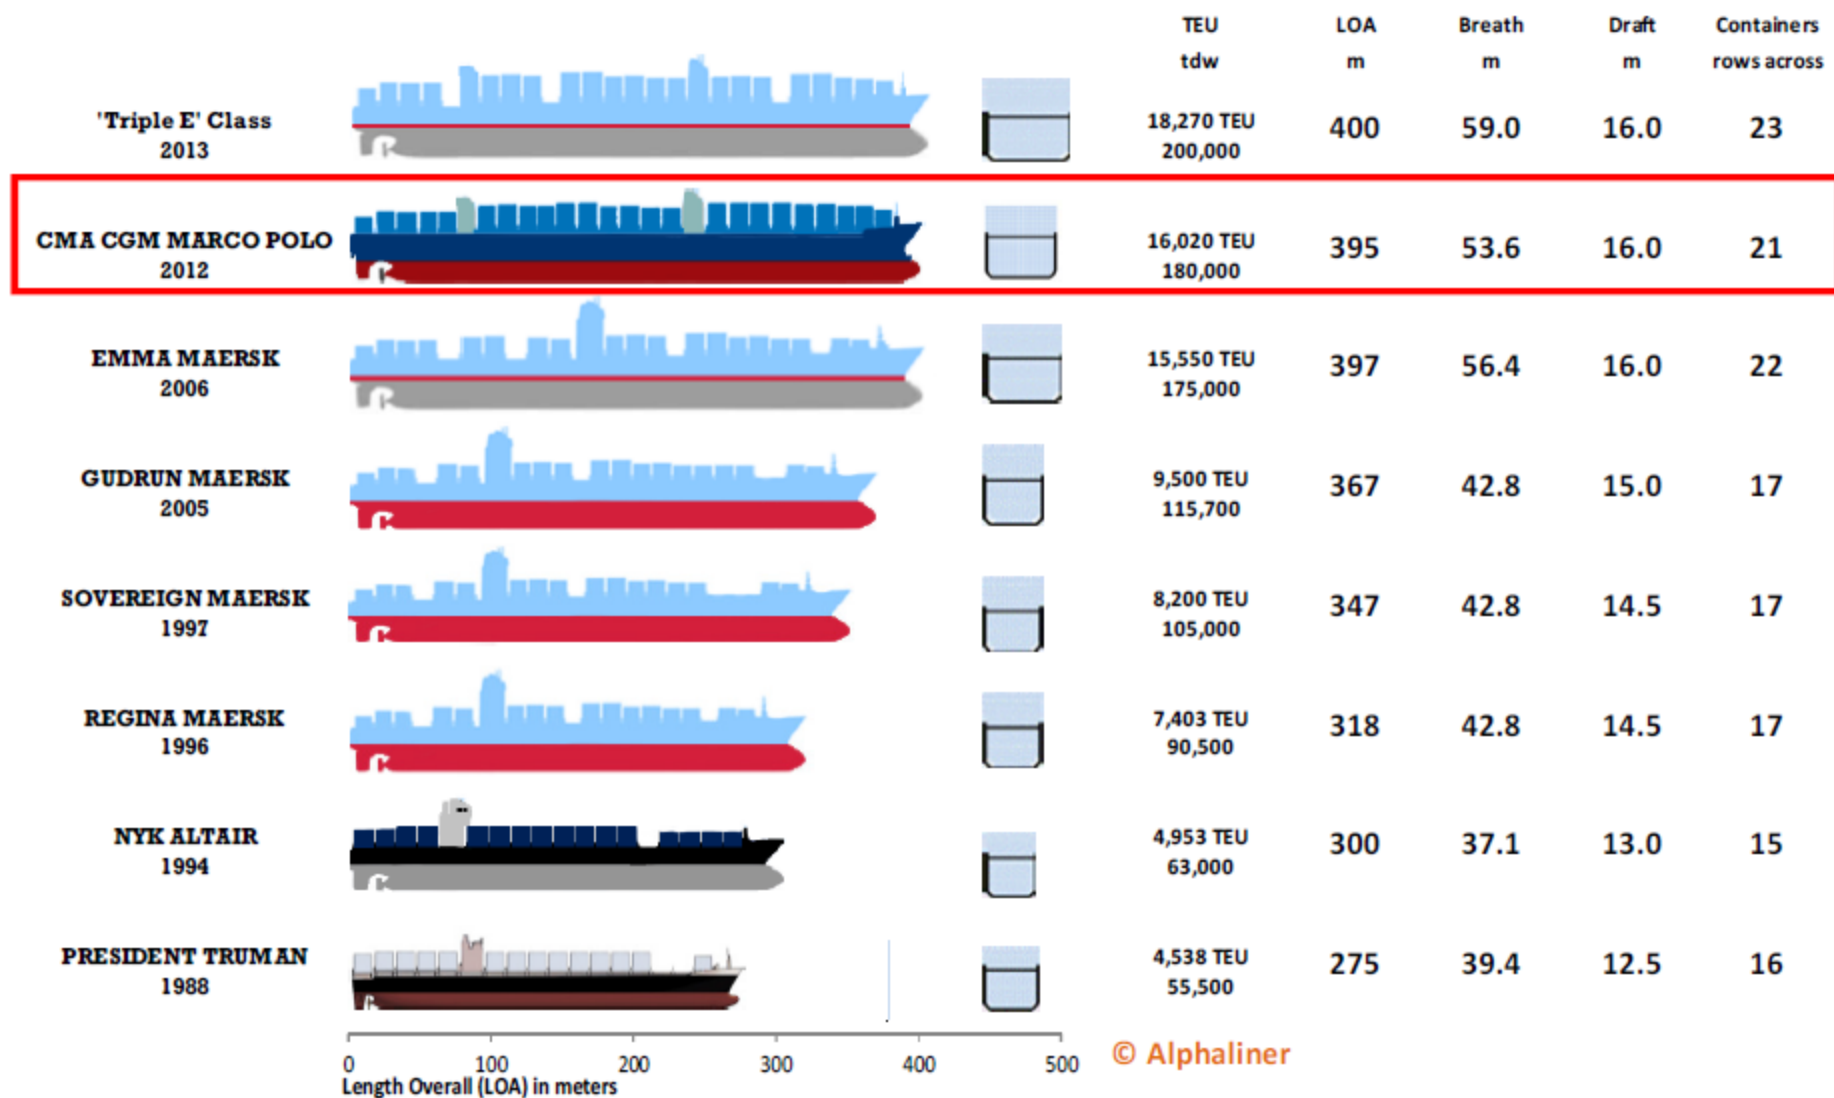 TEU LOA Breath Draft Containers
tdw m m m rows across
'Triple E' Class
2013
18,270 TEU
200,000
400 59.0 16.0 23
CMA CGM MARCO POLO
2012
16,020 TEU
180,000
395 53.6 16.0 21
EMMA MAERSK
2006
15,550 TEU
175,000
397 56.4 16.0 22
GUDRUN MAERSK
2005
9,500 TEU
115,700
367 42.8 15.0 17
SOVEREIGN MAERSK
1997
8,200 TEU
105,000
347 42.8 14.5 17
REGINA MAERSK
1996
7,403 TEU
90,500
318 42.8 14.5 17
NYK ALTAIR
1994
4,953 TEU
63,000
300 37.1 13.0 15
PRESIDENT TRUMAN
1988
4,538 TEU
55,500
275 39.4 12.5 16
0 100 200 300 400 500
Length Overall (LOA) in meters
© Alphaliner